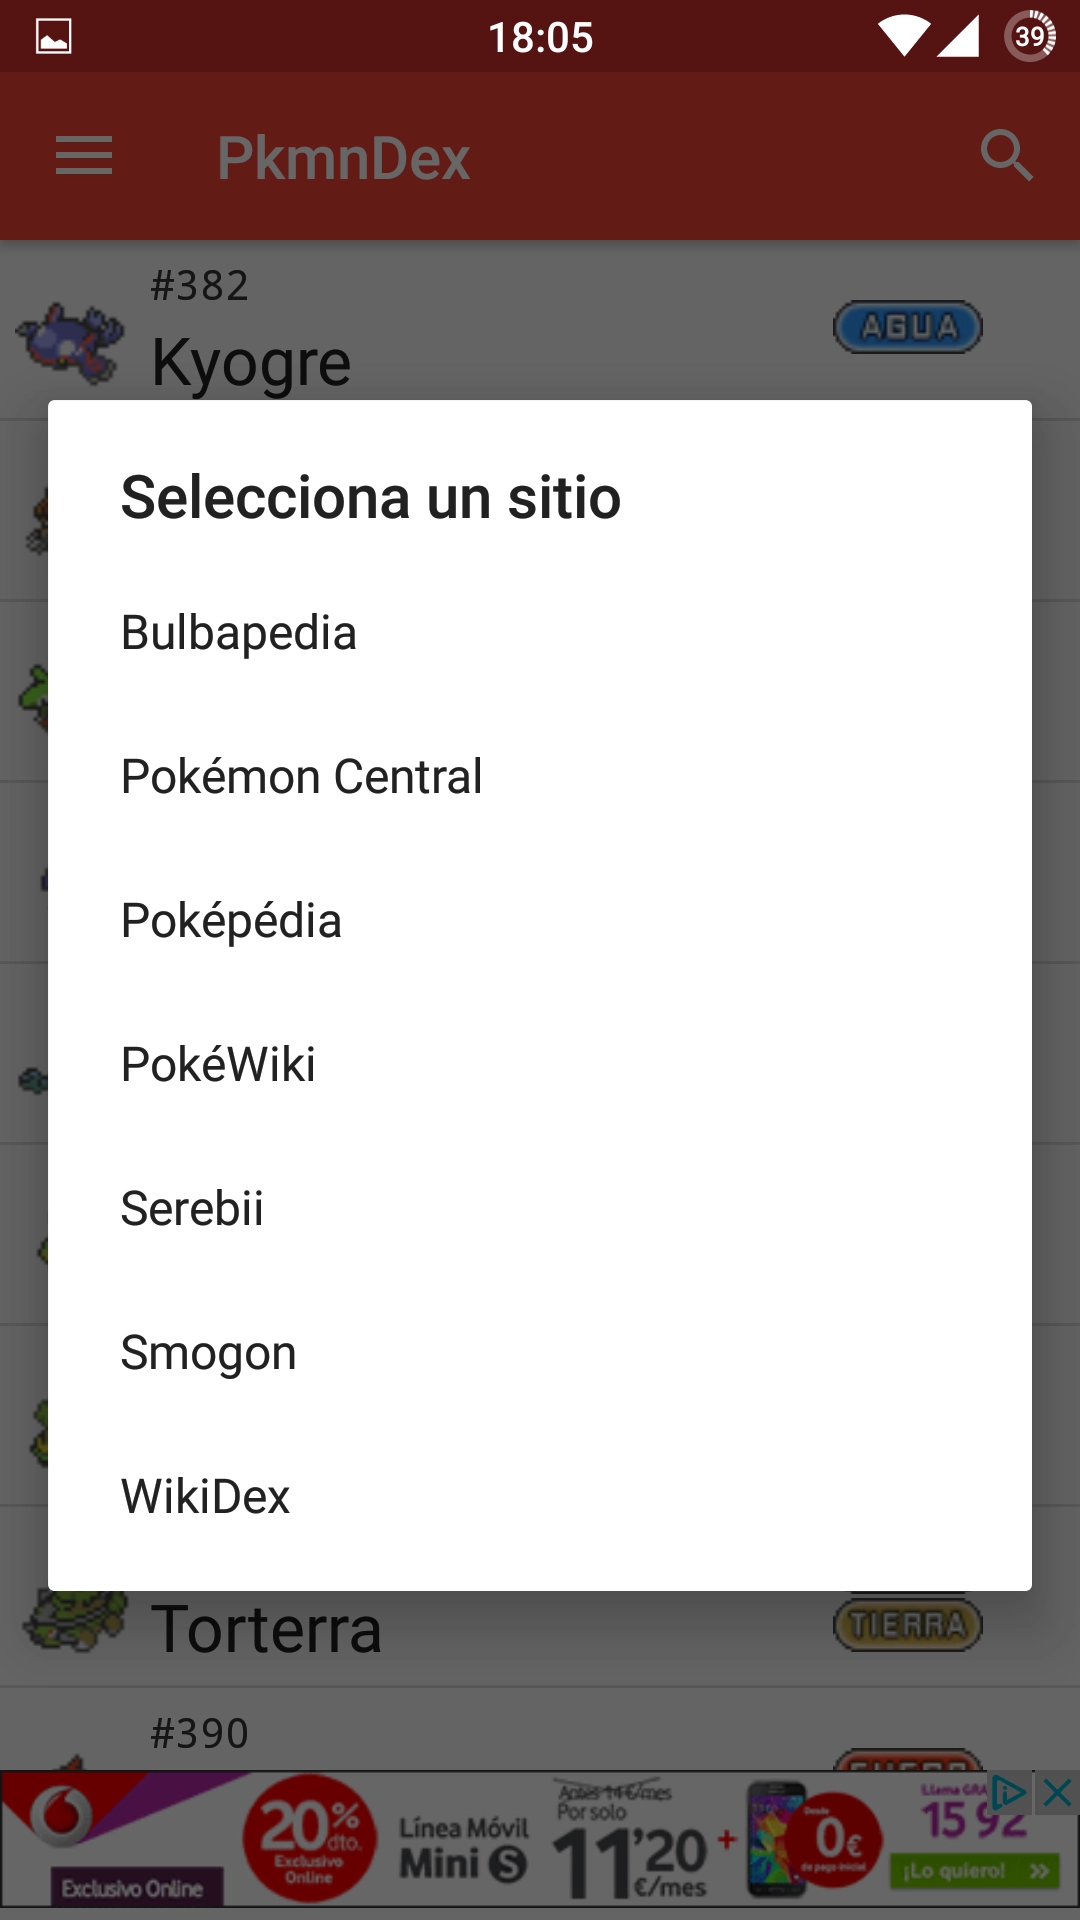 18:05
39
PkmnDex
#382
Kyogre
AGUA
Selecciona un sitio
Bulbapedia
Pokémon Central
Poképédia
PokéWiki
Serebii
Smogon
WikiDex
Torterra
TIERRA
#390
Exclusivo Online
20%
dto.
Exclusivo
Online
Línea Móvil
Mini S
Antes 14€/mes
Por solo
11'20
€/mes
+
Desde
0€
de pago inicial
¡Lo quiero! »